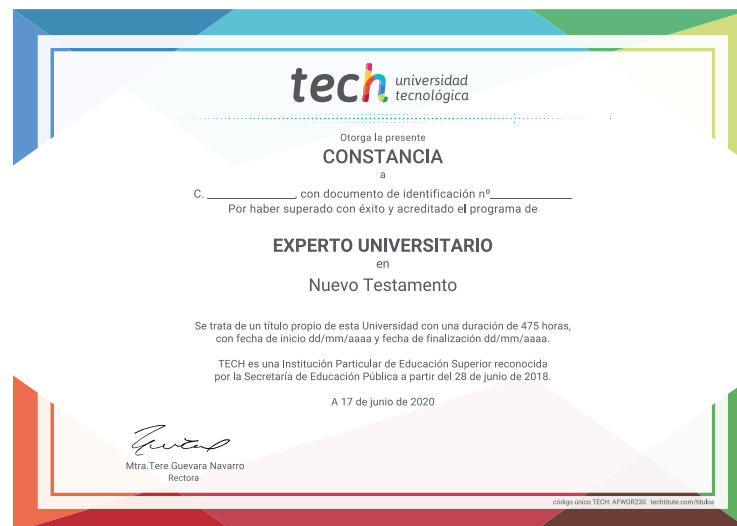 tech universidad
tecnológica
Otorga la presente
CONSTANCIA
a
C. ______________, con documento de identificación nº_____________
Por haber superado con éxito y acreditado el programa de
EXPERTO UNIVERSITARIO
en
Nuevo Testamento
Se trata de un título propio de esta Universidad con una duración de 475 horas,
con fecha de inicio dd/mm/aaaa y fecha de finalización dd/mm/aaaa.
TECH es una Institución Particular de Educación Superior reconocida
por la Secretaría de Educación Pública a partir del 28 de junio de 2018.
A 17 de junio de 2020
Mtra.Tere Guevara Navarro
Rectora
código único TECH: AFWOR23S techtitute.com/titulos